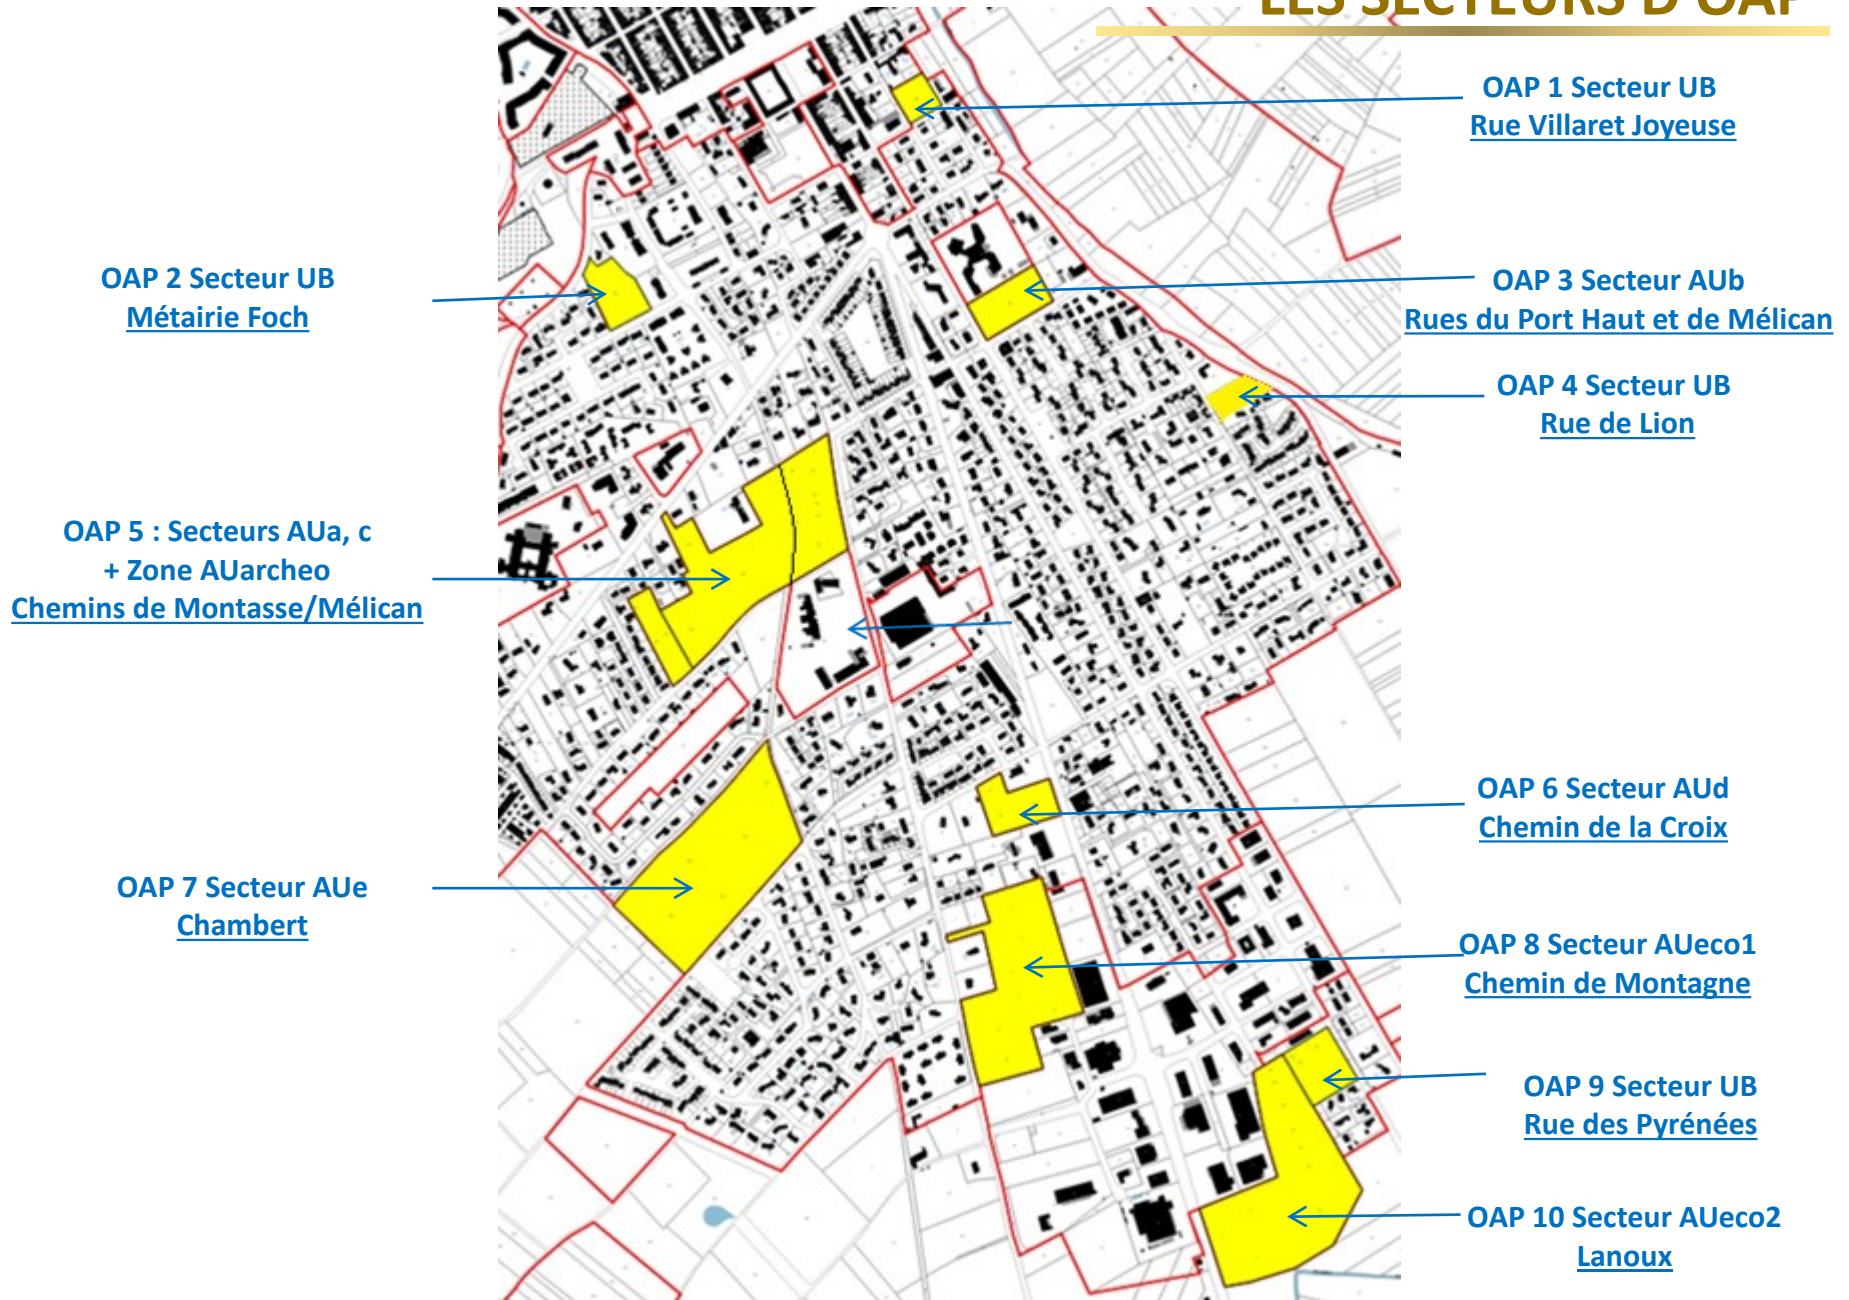 LES SECTEURS D'OAP
OAP 1 Secteur UB
Rue Villaret Joyeuse
OAP 2 Secteur UB
Métairie Foch
OAP 3 Secteur AUb
Rues du Port Haut et de Mélican
OAP 4 Secteur UB
Rue de Lion
OAP 5 : Secteurs AUa, c
+ Zone AUarcheo
Chemins de Montasse/Mélican
OAP 6 Secteur AUd
Chemin de la Croix
OAP 7 Secteur AUe
Chambert
OAP 8 Secteur AUeco1
Chemin de Montagne
OAP 9 Secteur UB
Rue des Pyrénées
OAP 10 Secteur AUeco2
Lanoux